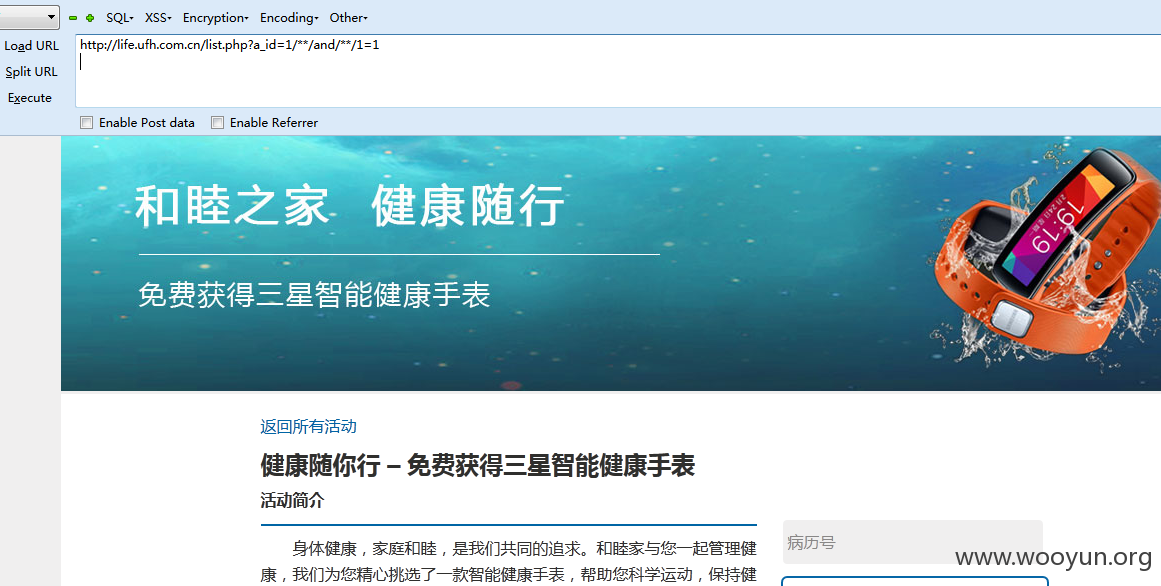 SQL▾ XSS▾ Encryption▾ Encoding▾ Other▾
Load URL
http://life.ufh.com.cn/list.php?a_id=1/**/and/**/1=1
Split URL
Execute
Enable Post data Enable Referrer
和睦之家 健康随行
免费获得三星智能健康手表
19:19
返回所有活动
健康随你行 – 免费获得三星智能健康手表
活动简介
身体健康，家庭和睦，是我们共同的追求。和睦家与您一起管理健
康，我们为您精心挑选了一款智能健康手表，帮助您科学运动，保持健
病历号
www.wooyun.org